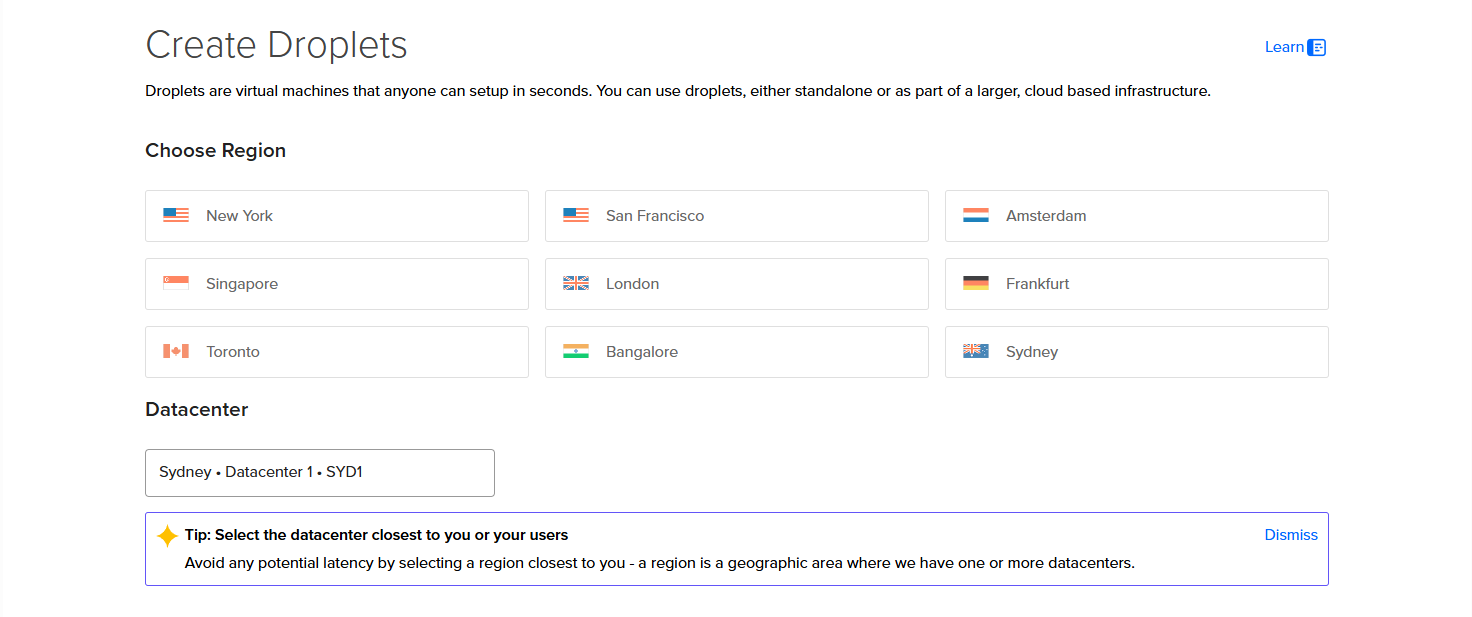 Create Droplets
Learn
Droplets are virtual machines that anyone can setup in seconds. You can use droplets, either standalone or as part of a larger, cloud based infrastructure.
Choose Region
New York
San Francisco
Amsterdam
Singapore
London
Frankfurt
Toronto
Bangalore
Sydney
Datacenter
Sydney • Datacenter 1 • SYD1
Tip: Select the datacenter closest to you or your users
Dismiss
Avoid any potential latency by selecting a region closest to you - a region is a geographic area where we have one or more datacenters.